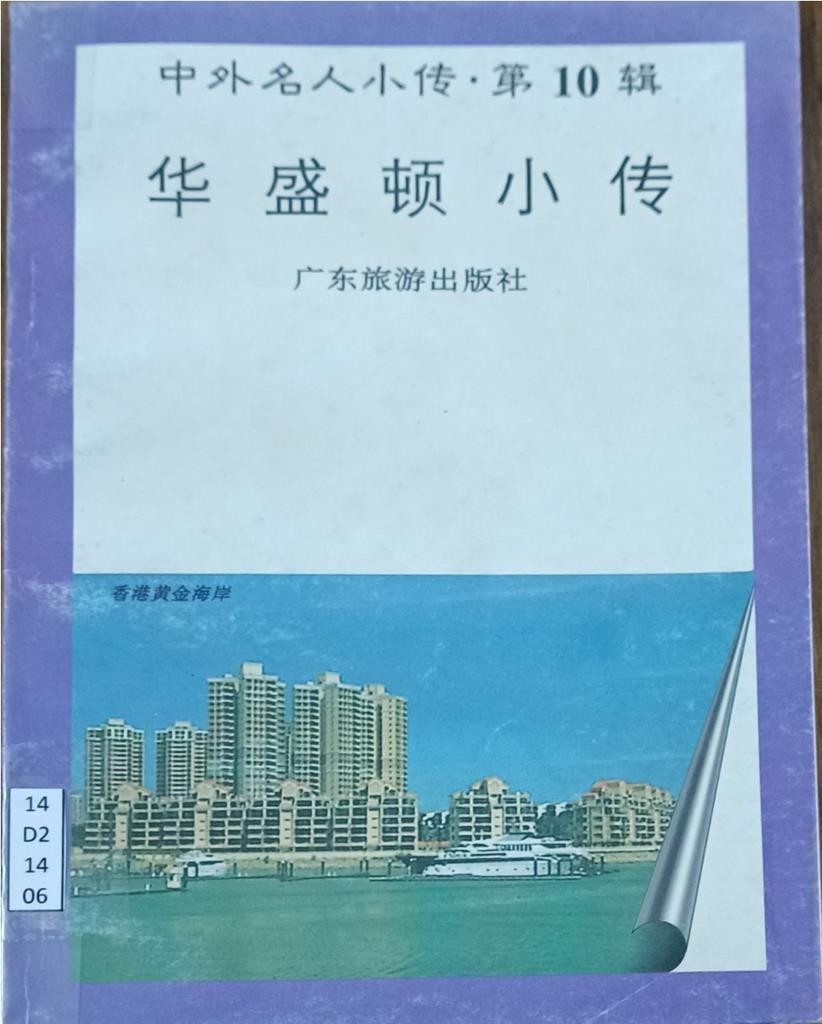 中外名人小传·第10辑
华盛顿小传
广东旅游出版社
香港黄金海岸
14
D2
14
06